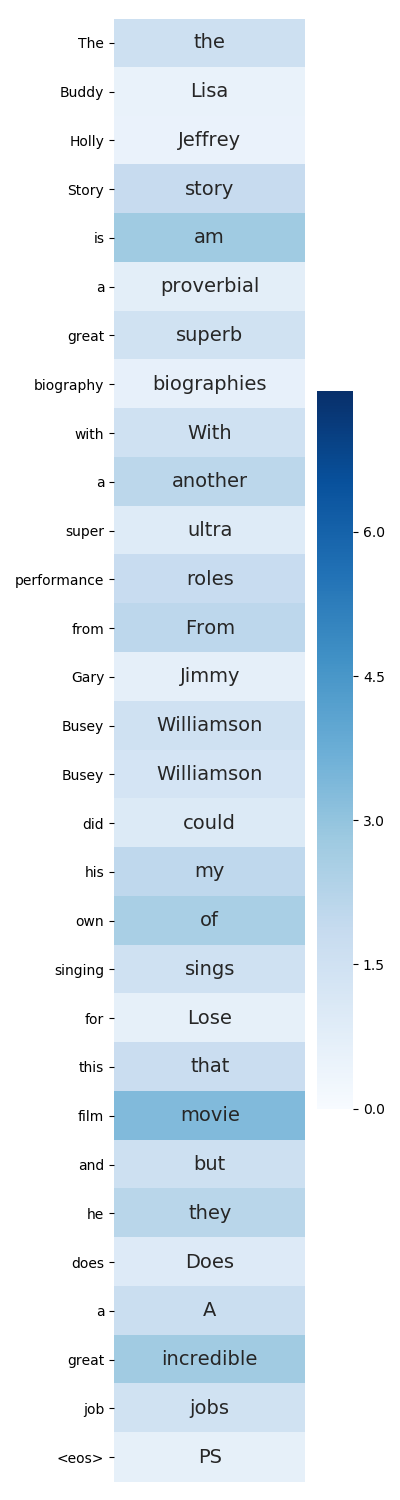 The the
Buddy Lisa
Holly Jeffrey
Story story
is am
a proverbial
great superb
biography biographies
with With
a another
super ultra
performance roles
from From
Gary Jimmy
Busey Williamson
Busey Williamson
did could
his my
own of
singing sings
for Lose
this that
film movie
and but
he they
does Does
a A
great incredible
job jobs
<eos> PS
6.0
4.5
3.0
1.5
0.0